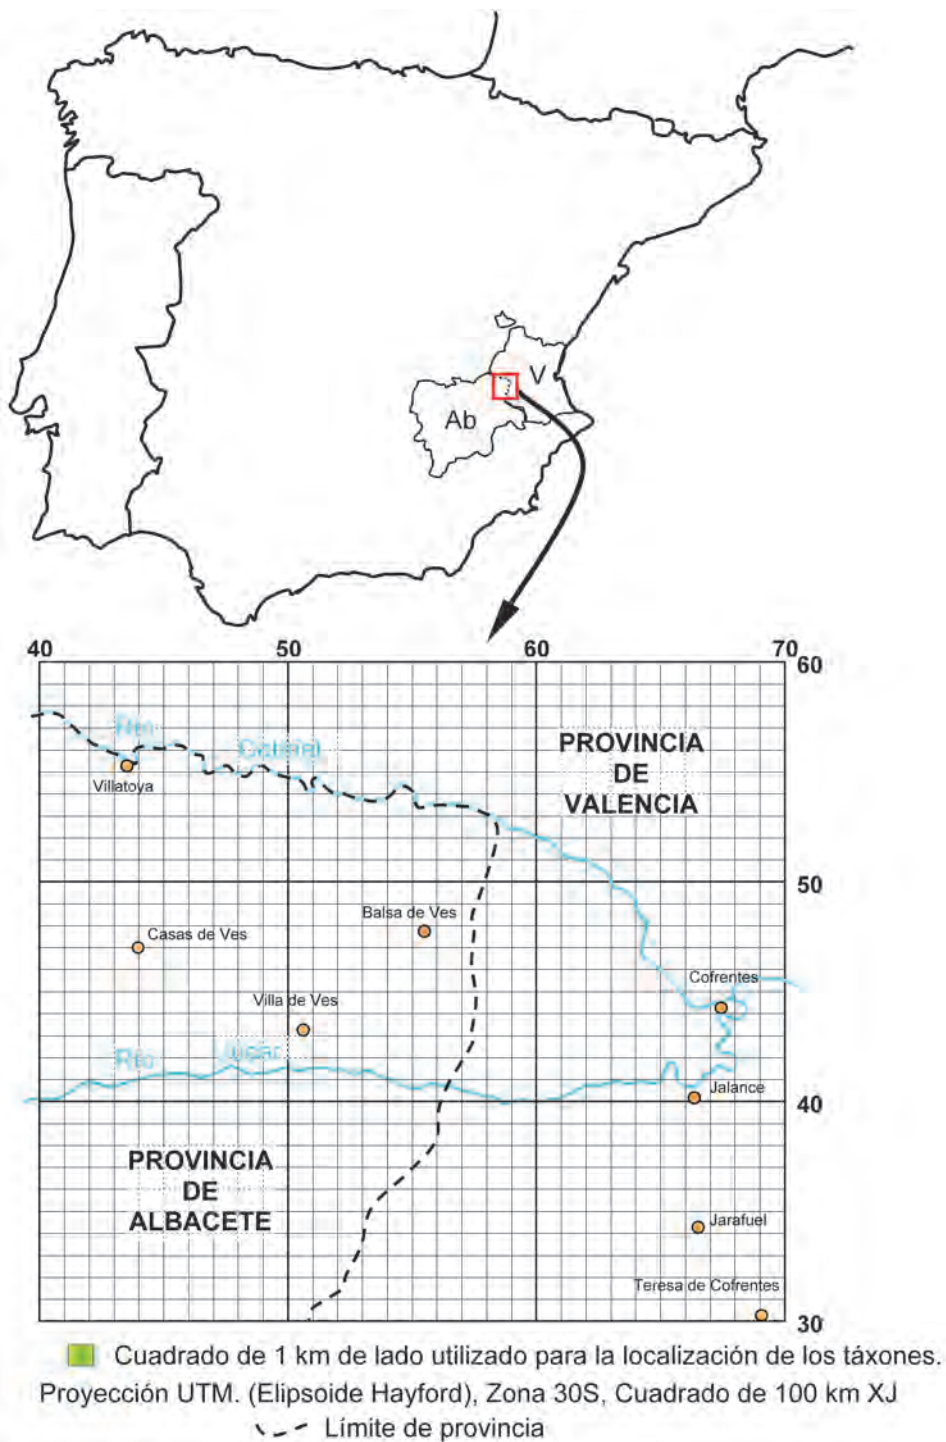 V
Ab
40 50 60 70
60
Río Cabriel
PROVINCIA
DE
VALENCIA
Villatoya
50
Balsa de Ves
Casas de Ves
Cofrentes
Villa de Ves
Río Júcar
Jalance
40
PROVINCIA
DE
ALBACETE
Jarafuel
Teresa de Cofrentes
30
Cuadrado de 1 km de lado utilizado para la localización de los táxones.
Proyección UTM. (Elipsoide Hayford), Zona 30S, Cuadrado de 100 km XJ
Límite de provincia